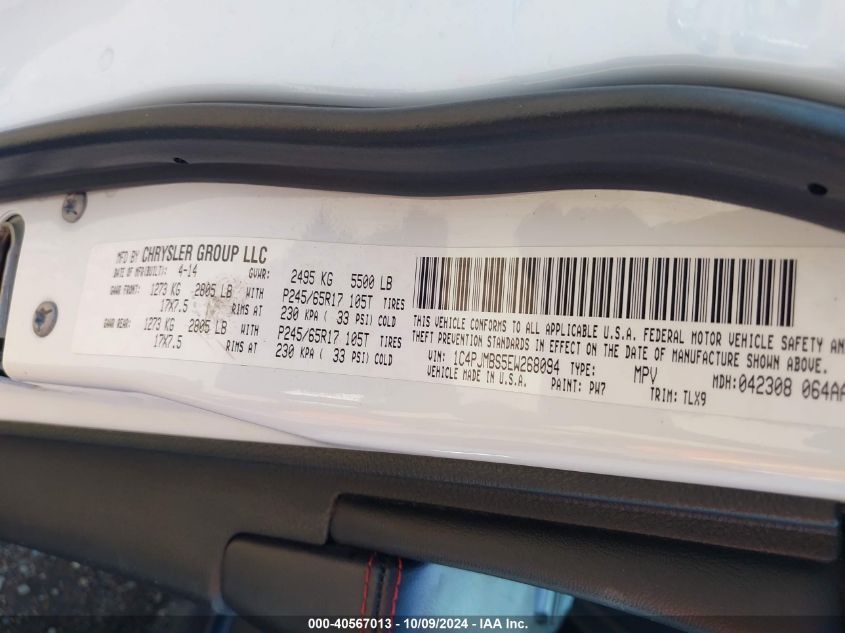 MFD BY CHRYSLER GROUP LLC
DATE OF MFR(BUILT): 4-14 GVWR: 2495 KG 5500 LB
GAWR FRONT: 1273 KG 2805 LB WITH P245/65R17 105T TIRES
17X7.5 RIMS AT 230 KPA ( 33 PSI) COLD
GAWR REAR: 1273 KG 2805 LB WITH P245/65R17 105T TIRES
17X7.5 RIMS AT 230 KPA ( 33 PSI) COLD
THIS VEHICLE CONFORMS TO ALL APPLICABLE U.S.A. FEDERAL MOTOR VEHICLE SAFETY AN
THEFT PREVENTION STANDARDS IN EFFECT ON THE DATE OF MANUFACTURE SHOWN ABOVE.
VIN: 1C4PJMBS5EW268094 TYPE: MPV MDH:042308 064AA
VEHICLE MADE IN U.S.A. PAINT: PW7 TRIM: TLX9
000-40567013 - 10/09/2024 - IAA Inc.